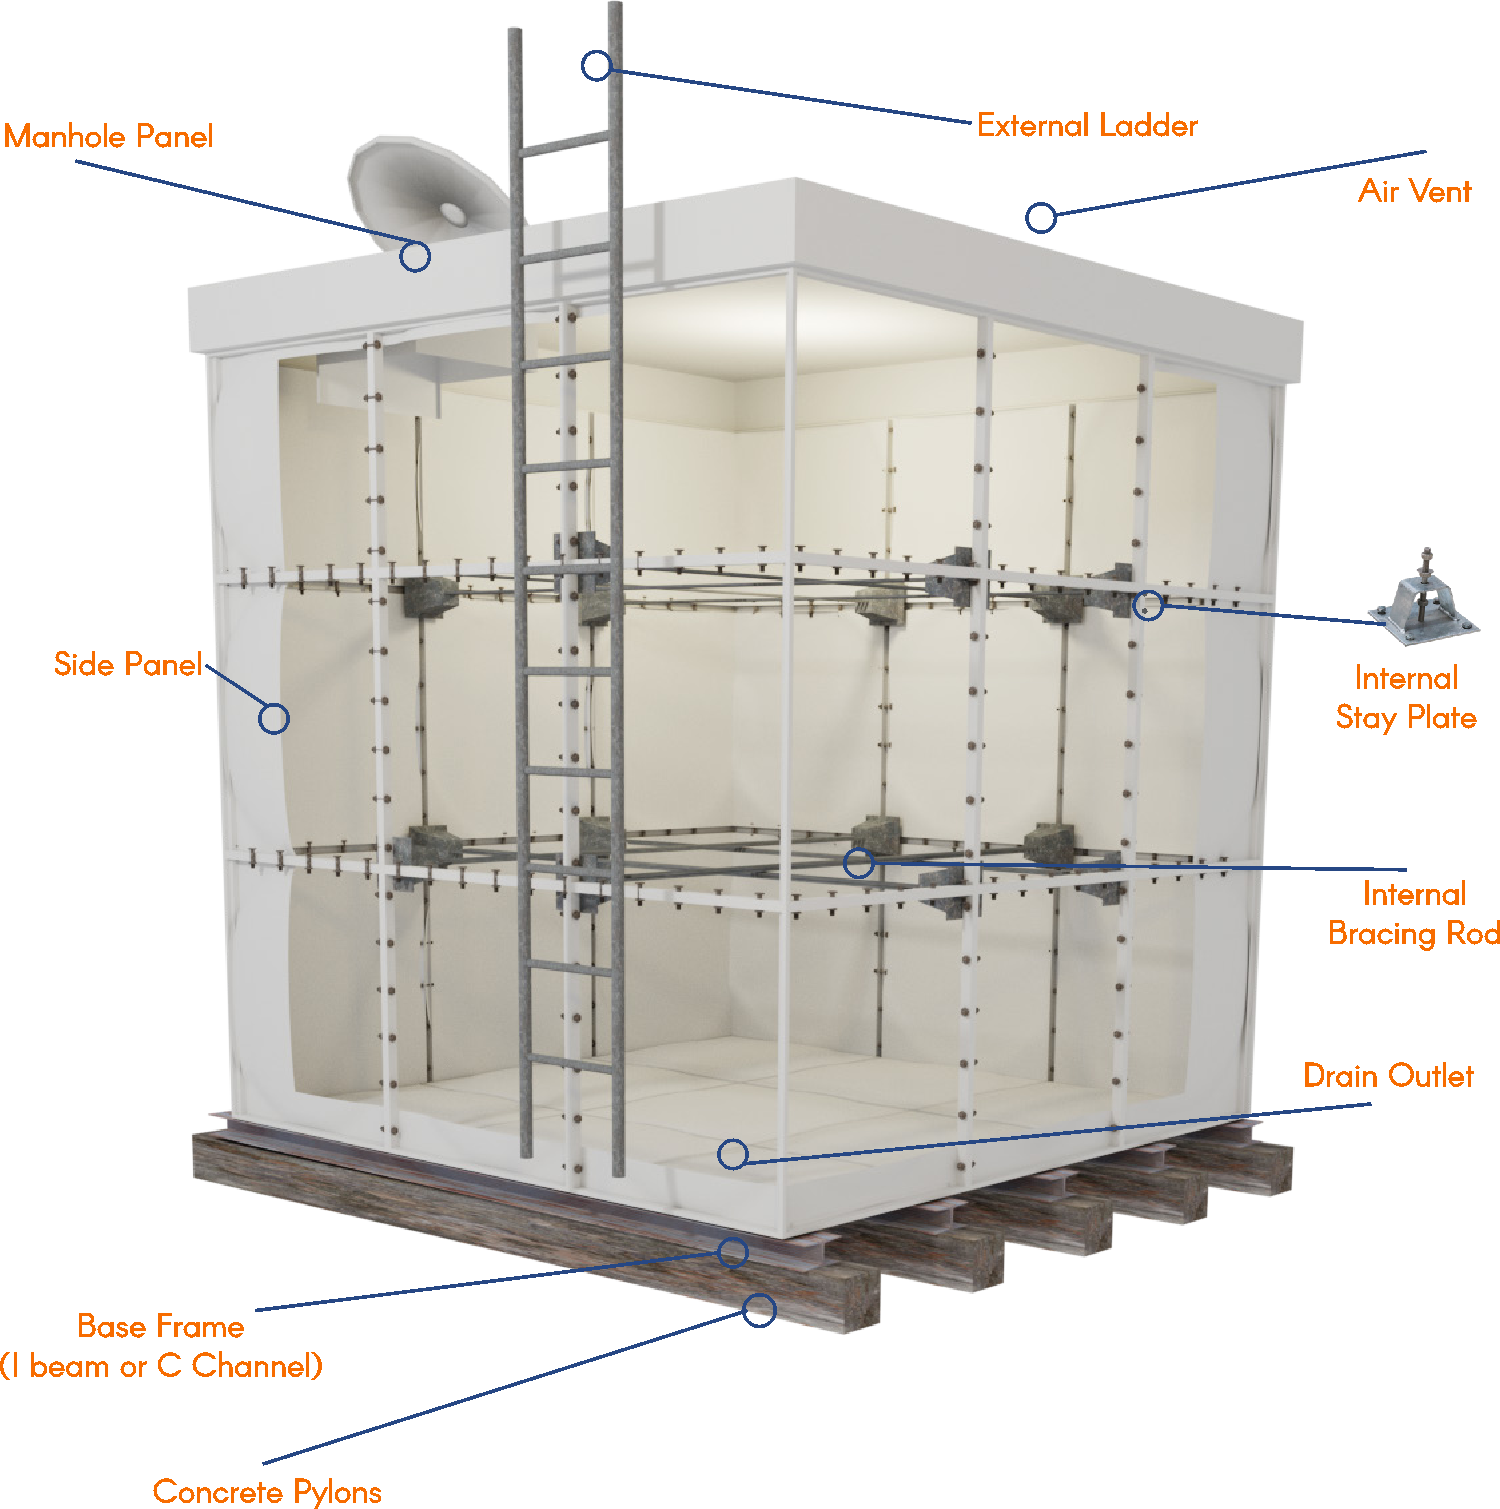 External Ladder
Manhole Panel
Air Vent
Side Panel
Internal
Stay Plate
Internal
Bracing Rod
Drain Outlet
Base Frame
(I beam or C Channel)
Concrete Pylons